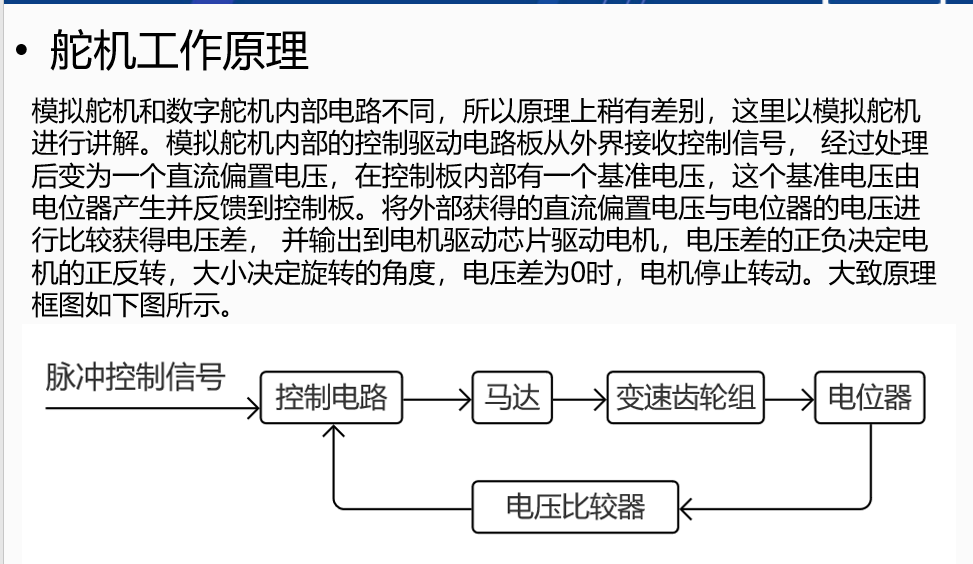 • 舵机工作原理
模拟舵机和数字舵机内部电路不同，所以原理上稍有差别，这里以模拟舵机
进行讲解。模拟舵机内部的控制驱动电路板从外界接收控制信号， 经过处理
后变为一个直流偏置电压，在控制板内部有一个基准电压，这个基准电压由
电位器产生并反馈到控制板。将外部获得的直流偏置电压与电位器的电压进
行比较获得电压差， 并输出到电机驱动芯片驱动电机，电压差的正负决定电
机的正反转，大小决定旋转的角度，电压差为0时，电机停止转动。大致原理
框图如下图所示。
脉冲控制信号
控制电路
马达
变速齿轮组
电位器
电压比较器